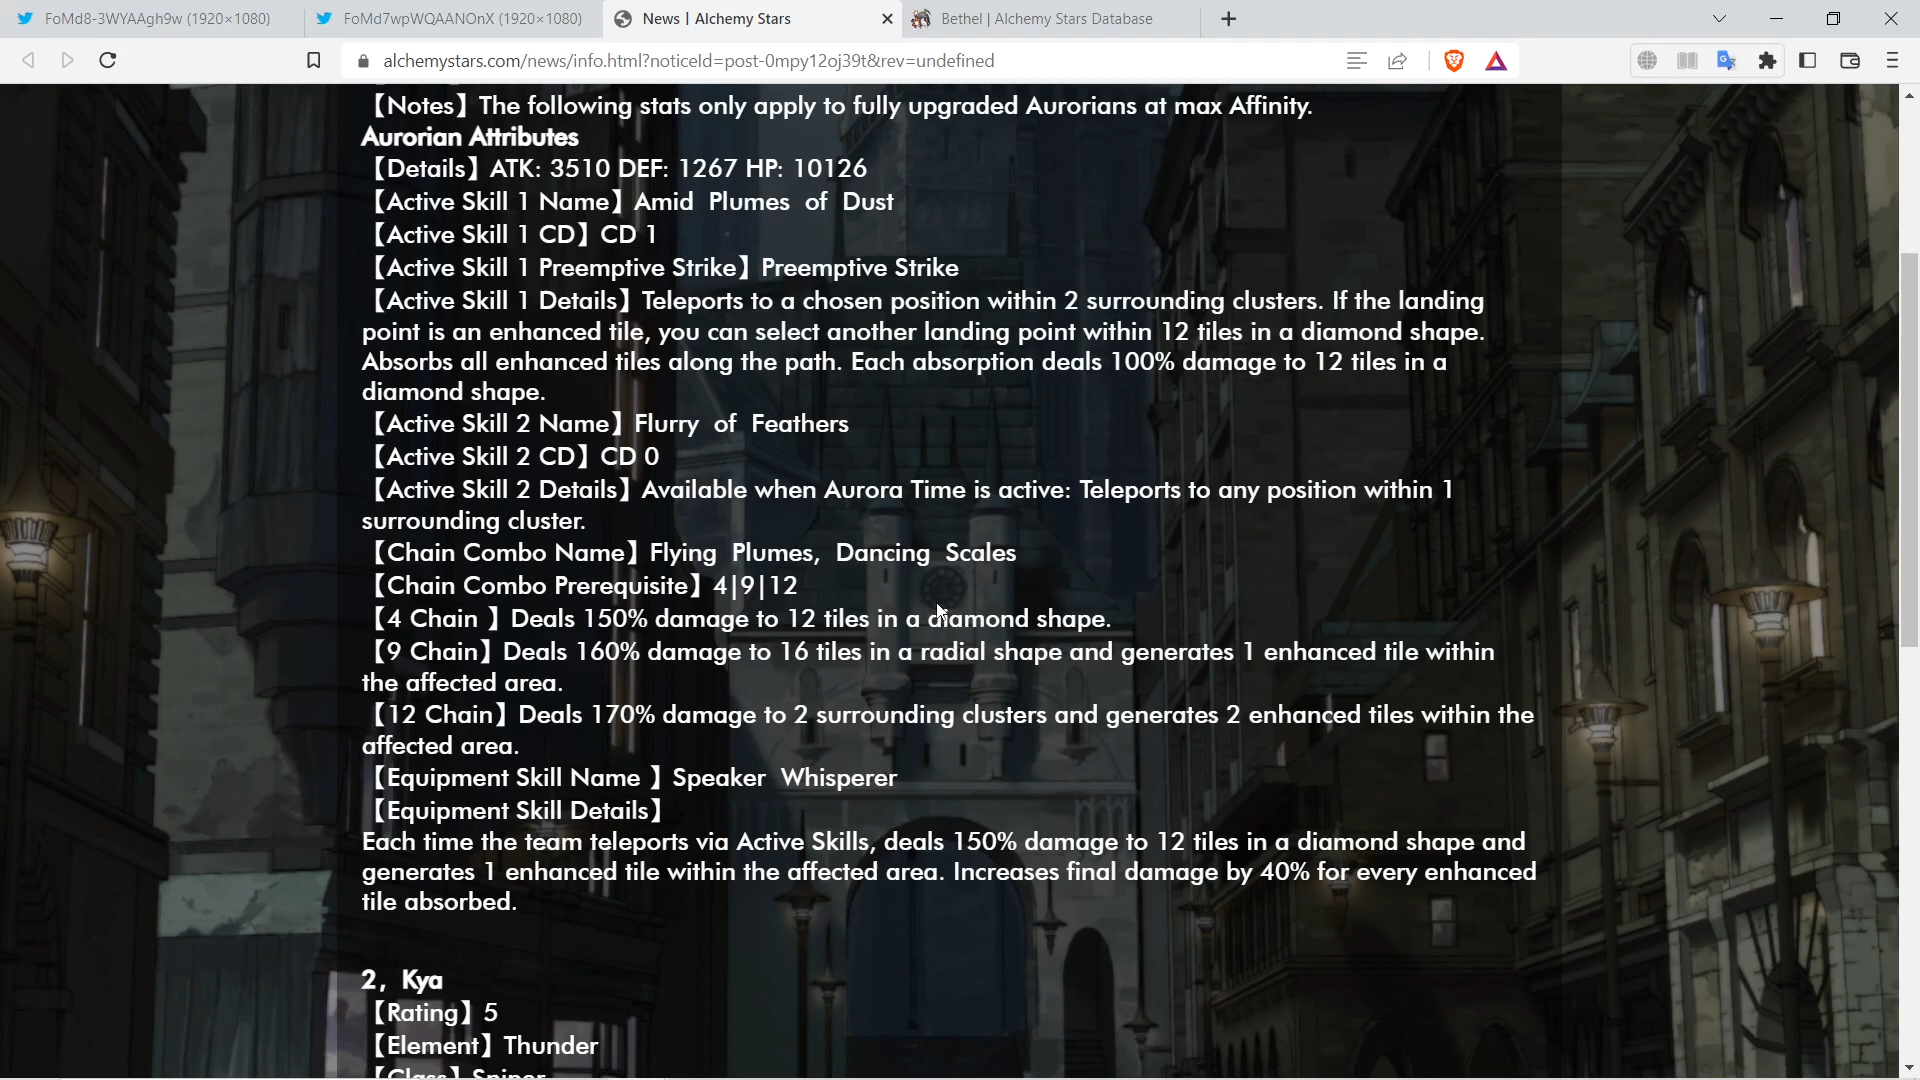 FoMd8-3WYAAgh9w (1920×1080)
FoMd7wpWQAANOnX (1920×1080)
News | Alchemy Stars
Bethel | Alchemy Stars Database
alchemystars.com/news/info.html?noticeId=post-0mpy12oj39t&rev=undefined
【Notes】The following stats only apply to fully upgraded Aurorians at max Affinity.
Aurorian Attributes
【Details】ATK: 3510 DEF: 1267 HP: 10126
【Active Skill 1 Name】Amid Plumes of Dust
【Active Skill 1 CD】CD 1
【Active Skill 1 Preemptive Strike】Preemptive Strike
【Active Skill 1 Details】Teleports to a chosen position within 2 surrounding clusters. If the landing
point is an enhanced tile, you can select another landing point within 12 tiles in a diamond shape.
Absorbs all enhanced tiles along the path. Each absorption deals 100% damage to 12 tiles in a
diamond shape.
【Active Skill 2 Name】Flurry of Feathers
【Active Skill 2 CD】CD 0
【Active Skill 2 Details】Available when Aurora Time is active: Teleports to any position within 1
surrounding cluster.
【Chain Combo Name】Flying Plumes, Dancing Scales
【Chain Combo Prerequisite】4|9|12
【4 Chain 】Deals 150% damage to 12 tiles in a diamond shape.
【9 Chain】Deals 160% damage to 16 tiles in a radial shape and generates 1 enhanced tile within
the affected area.
【12 Chain】Deals 170% damage to 2 surrounding clusters and generates 2 enhanced tiles within the
affected area.
【Equipment Skill Name 】Speaker Whisperer
【Equipment Skill Details】
Each time the team teleports via Active Skills, deals 150% damage to 12 tiles in a diamond shape and
generates 1 enhanced tile within the affected area. Increases final damage by 40% for every enhanced
tile absorbed.
2, Kya
【Rating】5
【Element】Thunder
【Class】Sniper